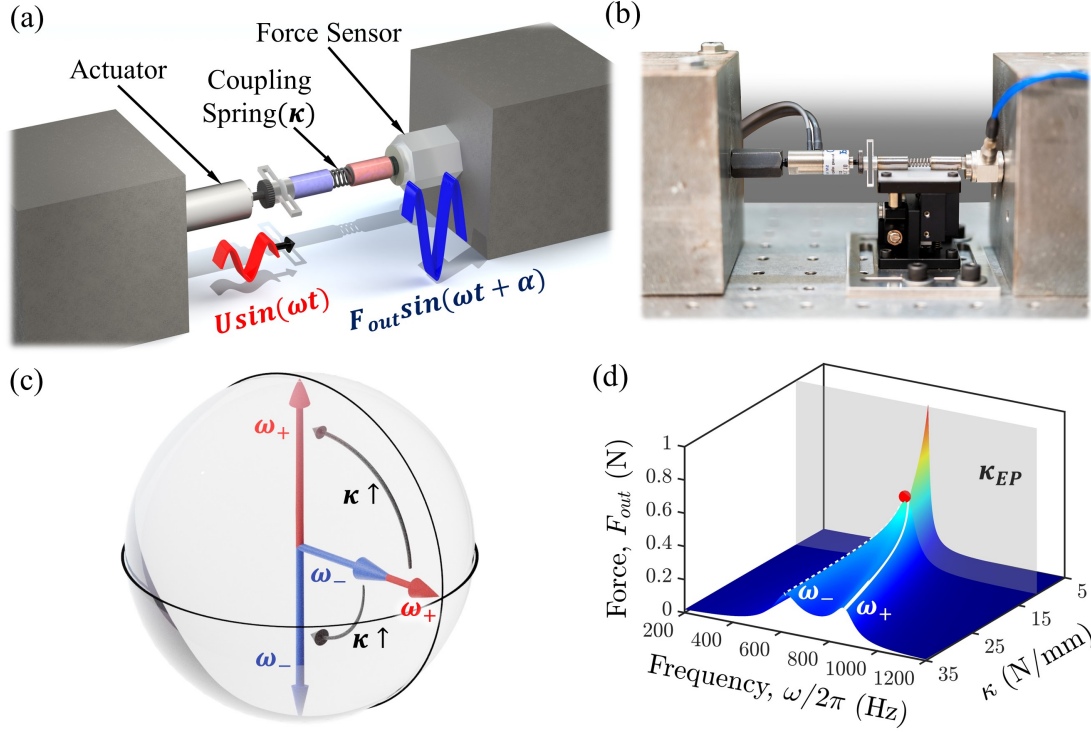 (a)
Force Sensor
Actuator
Coupling
Spring(κ)
Usin(ωt)
F_out sin(ωt + α)
(b)
(c)
ω₊
κ ↑
ω₋
ω₊
κ ↑
ω₋
(d)
Force, F_out (N)
1
0.8
0.6
0.4
0.2
0
κ_EP
ω₋
ω₊
200
400
600
800
1000
1200
Frequency, ω/2π (Hz)
5
15
25
35
κ (N/mm)